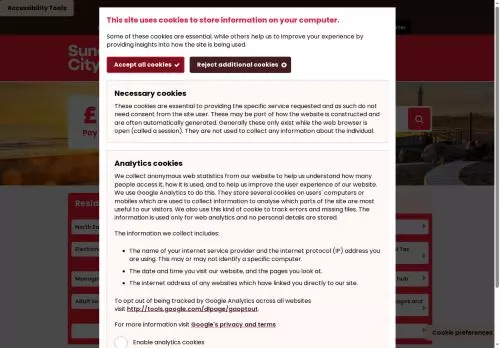 Accessibility Tools
This site uses cookies to store information on your computer.
Some of these cookies are essential, while others help us to improve your experience by
providing insights into how the site is being used.
Accept all cookies
Reject additional cookies
Necessary cookies
These cookies are essential to providing the specific service requested and as such do not
need consent from the site user. These may be part of how the website is constructed and
are often automatically generated. Generally these only exist while the web browser is
open (called a session). They are not used to collect any information about the individual.
Analytics cookies
We collect anonymous web statistics from our website to help us understand how many
people access it, how it is used, and to help us improve the user experience of our website.
We use Google Analytics to do this. They store several cookies on users' computers or
mobiles which are used to collect information to analyse which parts of the site are most
useful to our visitors. We also use this kind of cookie to track errors and missing files. The
information is used only for web analytics and no personal details are stored.
The information we collect includes:
• The name of your internet service provider and the internet protocol (IP) address you
are using. This may or may not identify a specific computer.
• The date and time you visit our website, and the pages you look at.
• The internet address of any websites which have linked you directly to our site.
To opt out of being tracked by Google Analytics across all websites
visit http://tools.google.com/dlpage/gaoptout.
For more information visit Google's privacy and terms
Enable analytics cookies
City
£
Pay
North Ea
Tax
hub
ages and
Cookie preferences